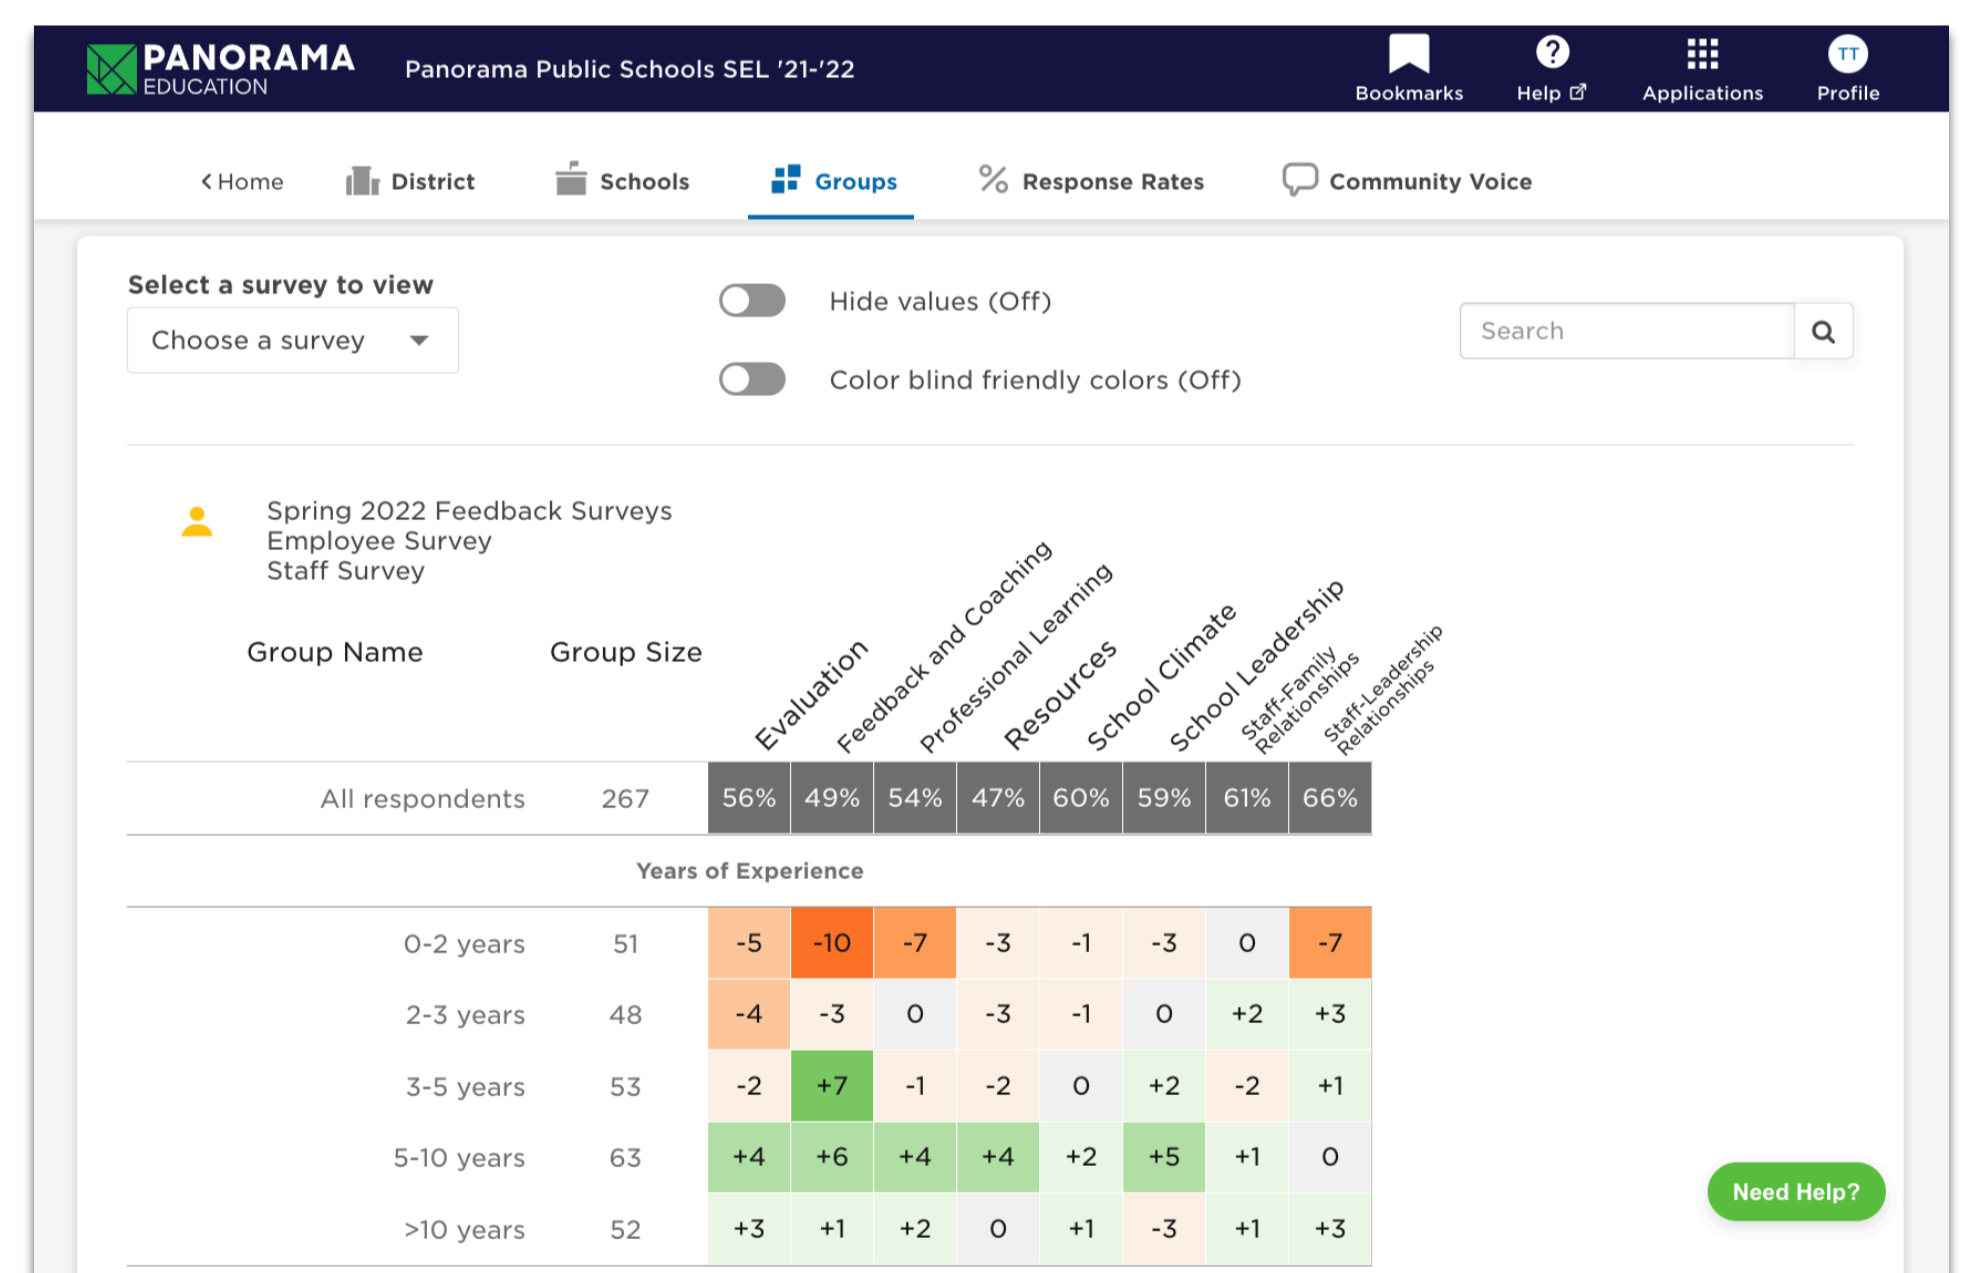 PANORAMA
EDUCATION
Panorama Public Schools SEL '21-'22
Bookmarks
?
Help
Applications
TT
Profile
Home
District
Schools
Groups
Response Rates
Community Voice
Select a survey to view
Choose a survey
Hide values (Off)
Color blind friendly colors (Off)
Search
Spring 2022 Feedback Surveys
Employee Survey
Staff Survey
Group Name Group Size
Evaluation
Feedback and Coaching
Professional Learning
Resources
School Climate
School Leadership
Staff-Family
Relationships
Staff-Leadership
Relationships
All respondents 267 56% 49% 54% 47% 60% 59% 61% 66%
Years of Experience
0-2 years 51 -5 -10 -7 -3 -1 -3 0 -7
2-3 years 48 -4 -3 0 -3 -1 0 +2 +3
3-5 years 53 -2 +7 -1 -2 0 +2 -2 +1
5-10 years 63 +4 +6 +4 +4 +2 +5 +1 0
>10 years 52 +3 +1 +2 0 +1 -3 +1 +3
Need Help?